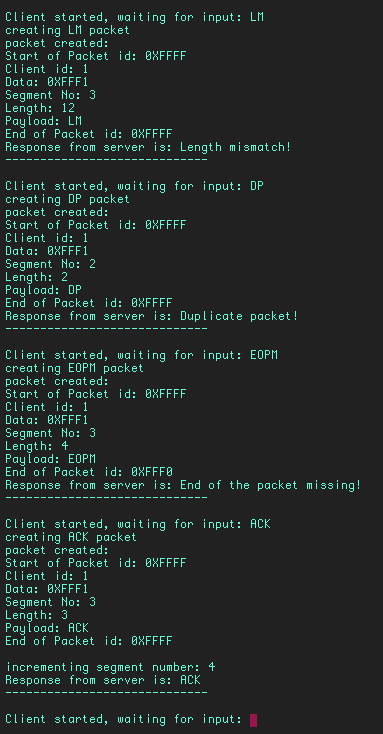 Client started, waiting for input: LM
creating LM packet
packet created:
Start of Packet id: 0XFFFF
Client id: 1
Data: 0XFFF1
Segment No: 3
Length: 12
Payload: LM
End of Packet id: 0XFFFF
Response from server is: Length mismatch!
-----------------------------
Client started, waiting for input: DP
creating DP packet
packet created:
Start of Packet id: 0XFFFF
Client id: 1
Data: 0XFFF1
Segment No: 2
Length: 2
Payload: DP
End of Packet id: 0XFFFF
Response from server is: Duplicate packet!
-----------------------------
Client started, waiting for input: EOPM
creating EOPM packet
packet created:
Start of Packet id: 0XFFFF
Client id: 1
Data: 0XFFF1
Segment No: 3
Length: 4
Payload: EOPM
End of Packet id: 0XFFF0
Response from server is: End of the packet missing!
-----------------------------
Client started, waiting for input: ACK
creating ACK packet
packet created:
Start of Packet id: 0XFFFF
Client id: 1
Data: 0XFFF1
Segment No: 3
Length: 3
Payload: ACK
End of Packet id: 0XFFFF
incrementing segment number: 4
Response from server is: ACK
-----------------------------
Client started, waiting for input: